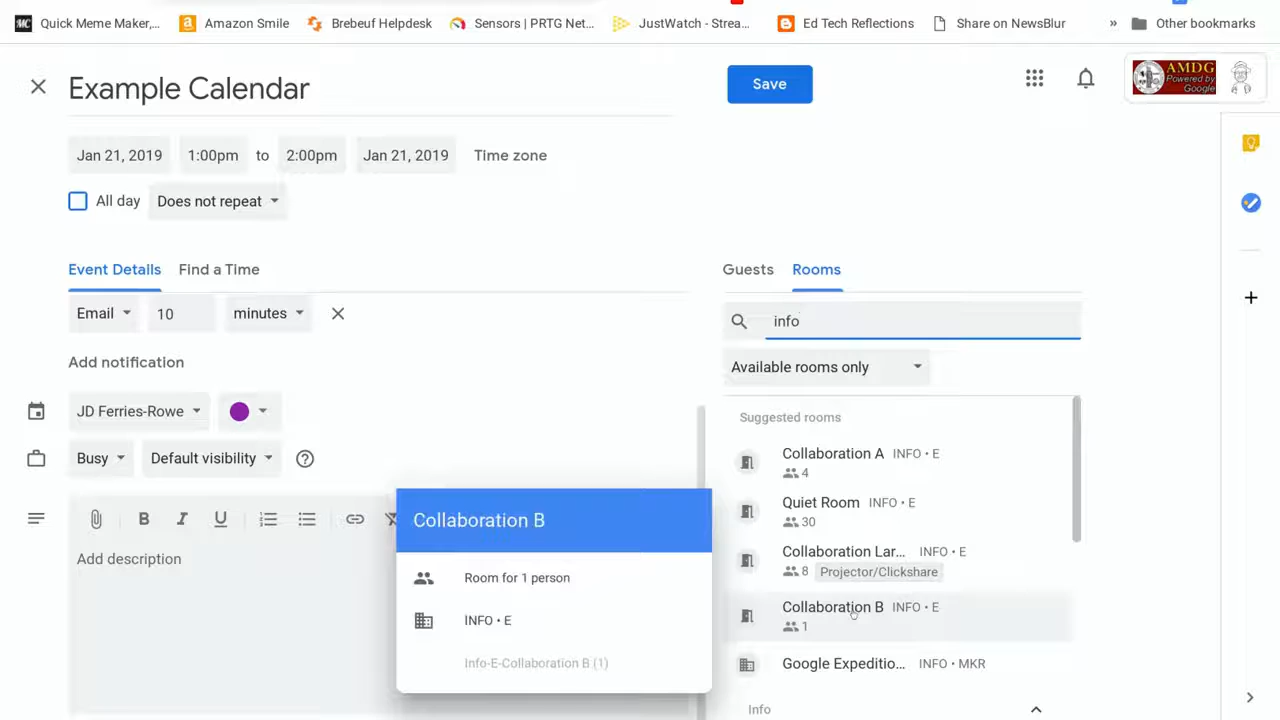 Quick Meme Maker,... Amazon Smile Brebeuf Helpdesk Sensors | PRTG Net... JustWatch - Strea... Ed Tech Reflections Share on NewsBlur » Other bookmarks
Example Calendar
Save
AMDG
Powered by
Google
Jan 21, 2019 1:00pm to 2:00pm Jan 21, 2019 Time zone
All day Does not repeat
Event Details Find a Time
Guests Rooms
Email 10 minutes
info
Add notification
Available rooms only
JD Ferries-Rowe
Suggested rooms
Busy Default visibility
Collaboration A INFO • E
4
Quiet Room INFO • E
30
B I U
Collaboration Lar... INFO • E
8 Projector/Clickshare
Add description
Collaboration B
Room for 1 person
INFO • E
Info-E-Collaboration B (1)
Collaboration B INFO • E
1
Google Expeditio... INFO • MKR
Info